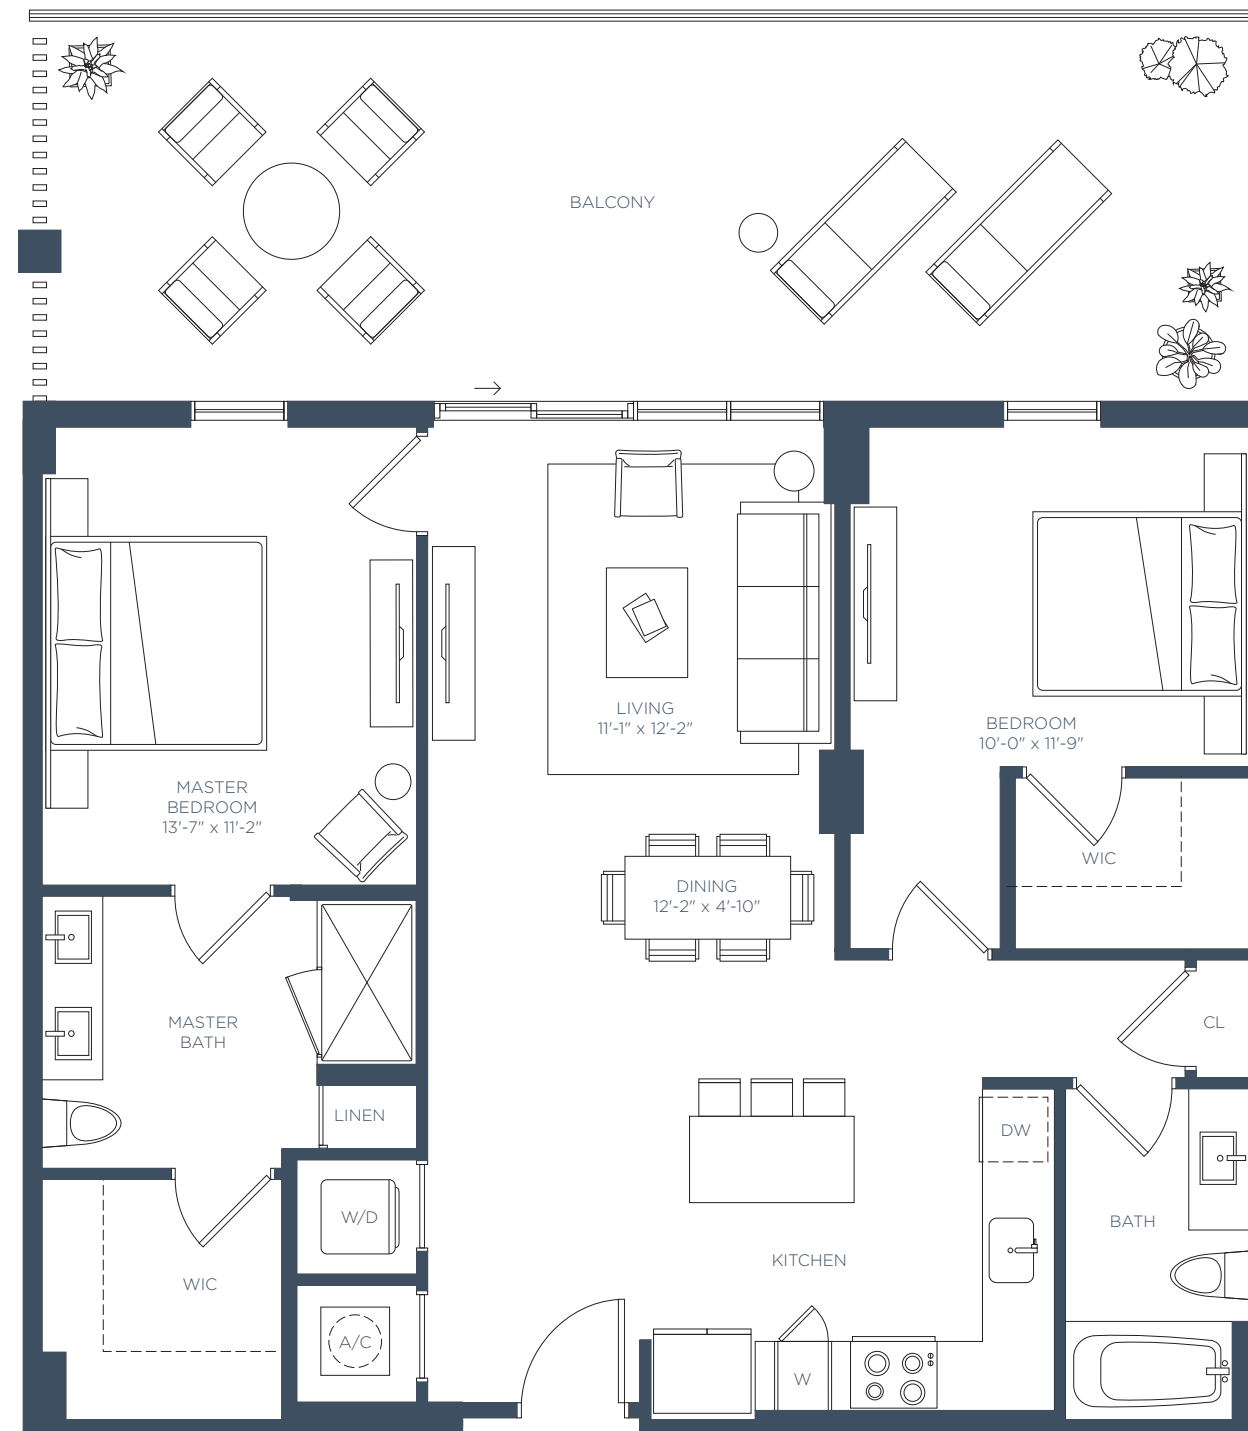 BALCONY
LIVING
11'-1" x 12'-2"
BEDROOM
10'-0" x 11'-9"
MASTER
BEDROOM
13'-7" x 11'-2"
WIC
DINING
12'-2" x 4'-10"
MASTER
BATH
CL
LINEN
DW
W/D
BATH
KITCHEN
WIC
A/C
W